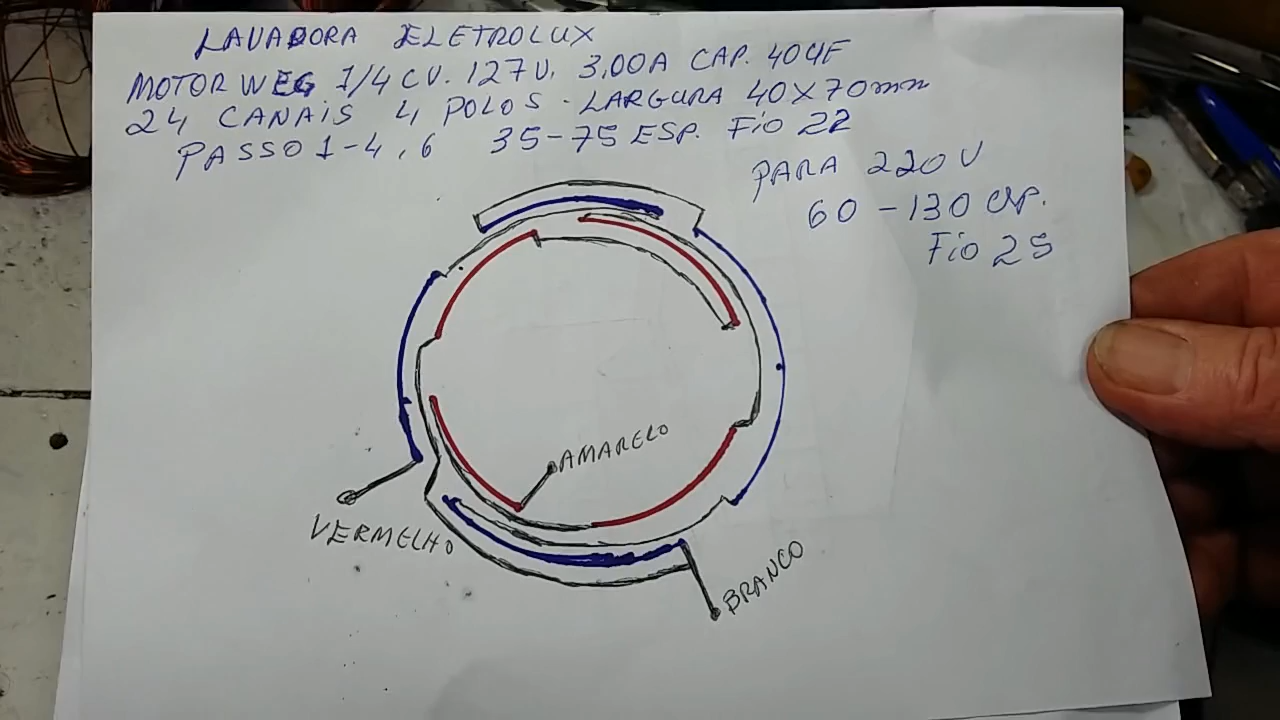 LAVADORA ELETROLUX
MOTOR WEG 1/4 CV. 127V. 3,00A CAP. 40UF
24 CANAIS 4 POLOS - LARGURA 40X70mm
PASSO 1-4, 6 35-75 ESP. FIO 22
PARA 220V
60-130 ESP.
FIO 25
AMARELO
VERMELHO
BRANCO